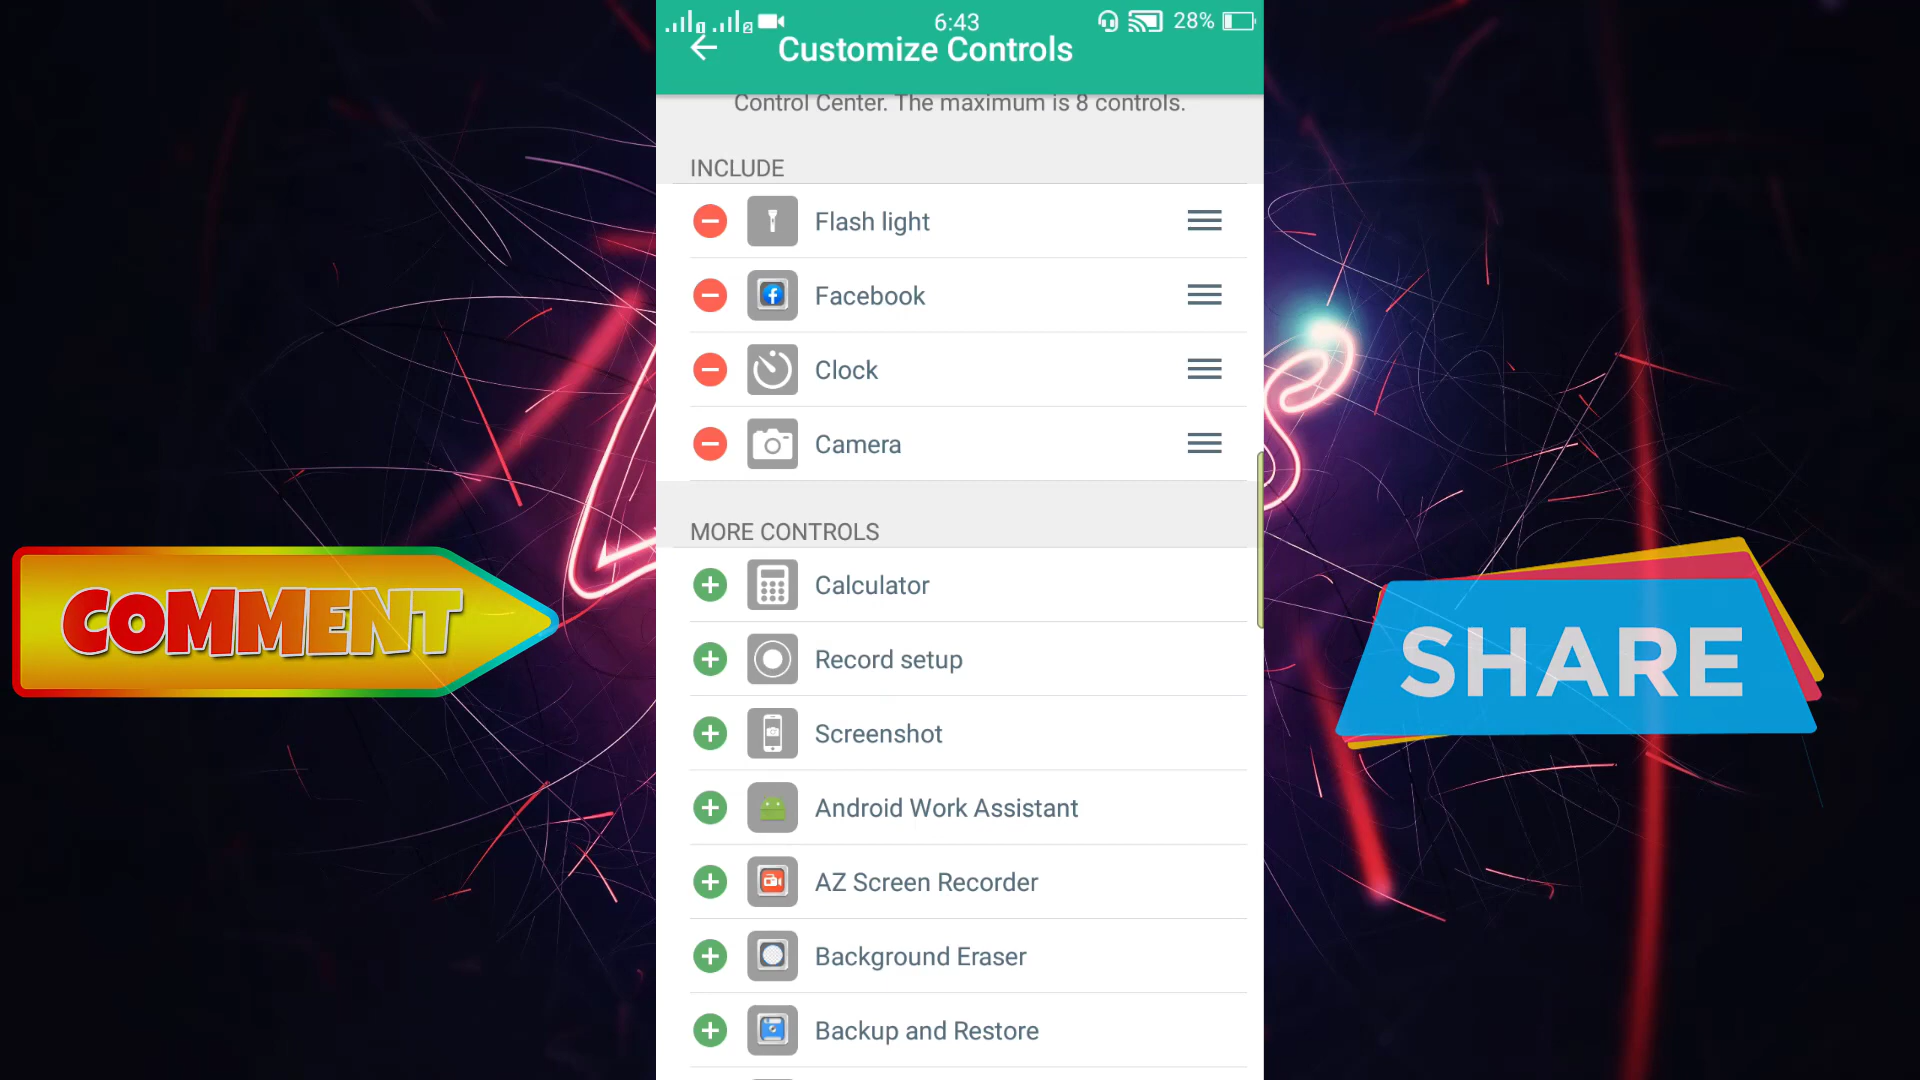 6:43
28%
Customize Controls
Control Center. The maximum is 8 controls.
INCLUDE
Flash light
Facebook
Clock
Camera
MORE CONTROLS
Calculator
Record setup
Screenshot
Android Work Assistant
AZ Screen Recorder
Background Eraser
Backup and Restore
COMMENT
SHARE